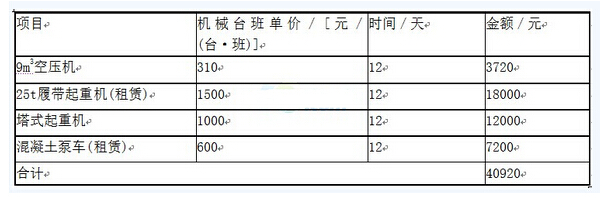 项目 机械台班单价/[元/ 时间/天 金额/元
(台·班)]
9m³空压机 310 12 3720
25t履带起重机(租赁) 1500 12 18000
塔式起重机 1000 12 12000
混凝土泵车(租赁) 600 12 7200
合计 40920